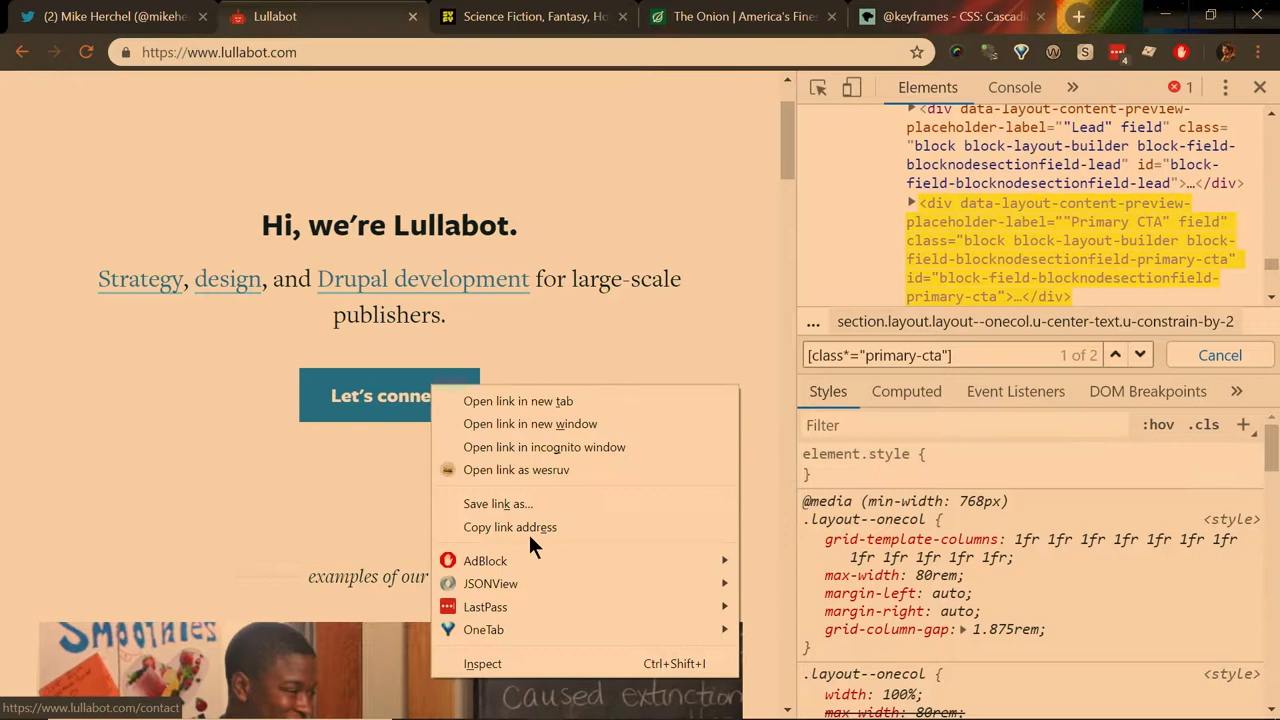 (2) Mike Herchel (@mikehe
Lullabot
Science Fiction, Fantasy, Ho
The Onion | America's Fines
@keyframes - CSS: Cascadi
https://www.lullabot.com
S
4
Hi, we're Lullabot.
Strategy, design, and Drupal development for large-scale
publishers.
Let's conne
Open link in new tab
Open link in new window
Open link in incognito window
Open link as wesruv
Save link as...
Copy link address
AdBlock
JSONView
LastPass
OneTab
Inspect Ctrl+Shift+I
examples of our
Smoothies
Caused extinction
https://www.lullabot.com/contact
Elements Console » 1
<div data-layout-content-preview-
placeholder-label=""Lead" field" class=
"block block-layout-builder block-field-
blocknodesectionfield-lead" id="block-
field-blocknodesectionfield-lead">…</div>
<div data-layout-content-preview-
placeholder-label=""Primary CTA" field"
class="block block-layout-builder block-
field-blocknodesectionfield-primary-cta"
id="block-field-blocknodesectionfield-
primary-cta">…</div>
... section.layout.layout--onecol.u-center-text.u-constrain-by-2
[class*="primary-cta"] 1 of 2 Cancel
Styles Computed Event Listeners DOM Breakpoints »
Filter :hov .cls +
element.style {
}
@media (min-width: 768px)
.layout--onecol { <style>
grid-template-columns: 1fr 1fr 1fr 1fr 1fr 1fr 1fr
1fr 1fr 1fr 1fr 1fr;
max-width: 80rem;
margin-left: auto;
margin-right: auto;
grid-column-gap: 1.875rem;
}
.layout--onecol { <style>
width: 100%;
max-width: 80rem;